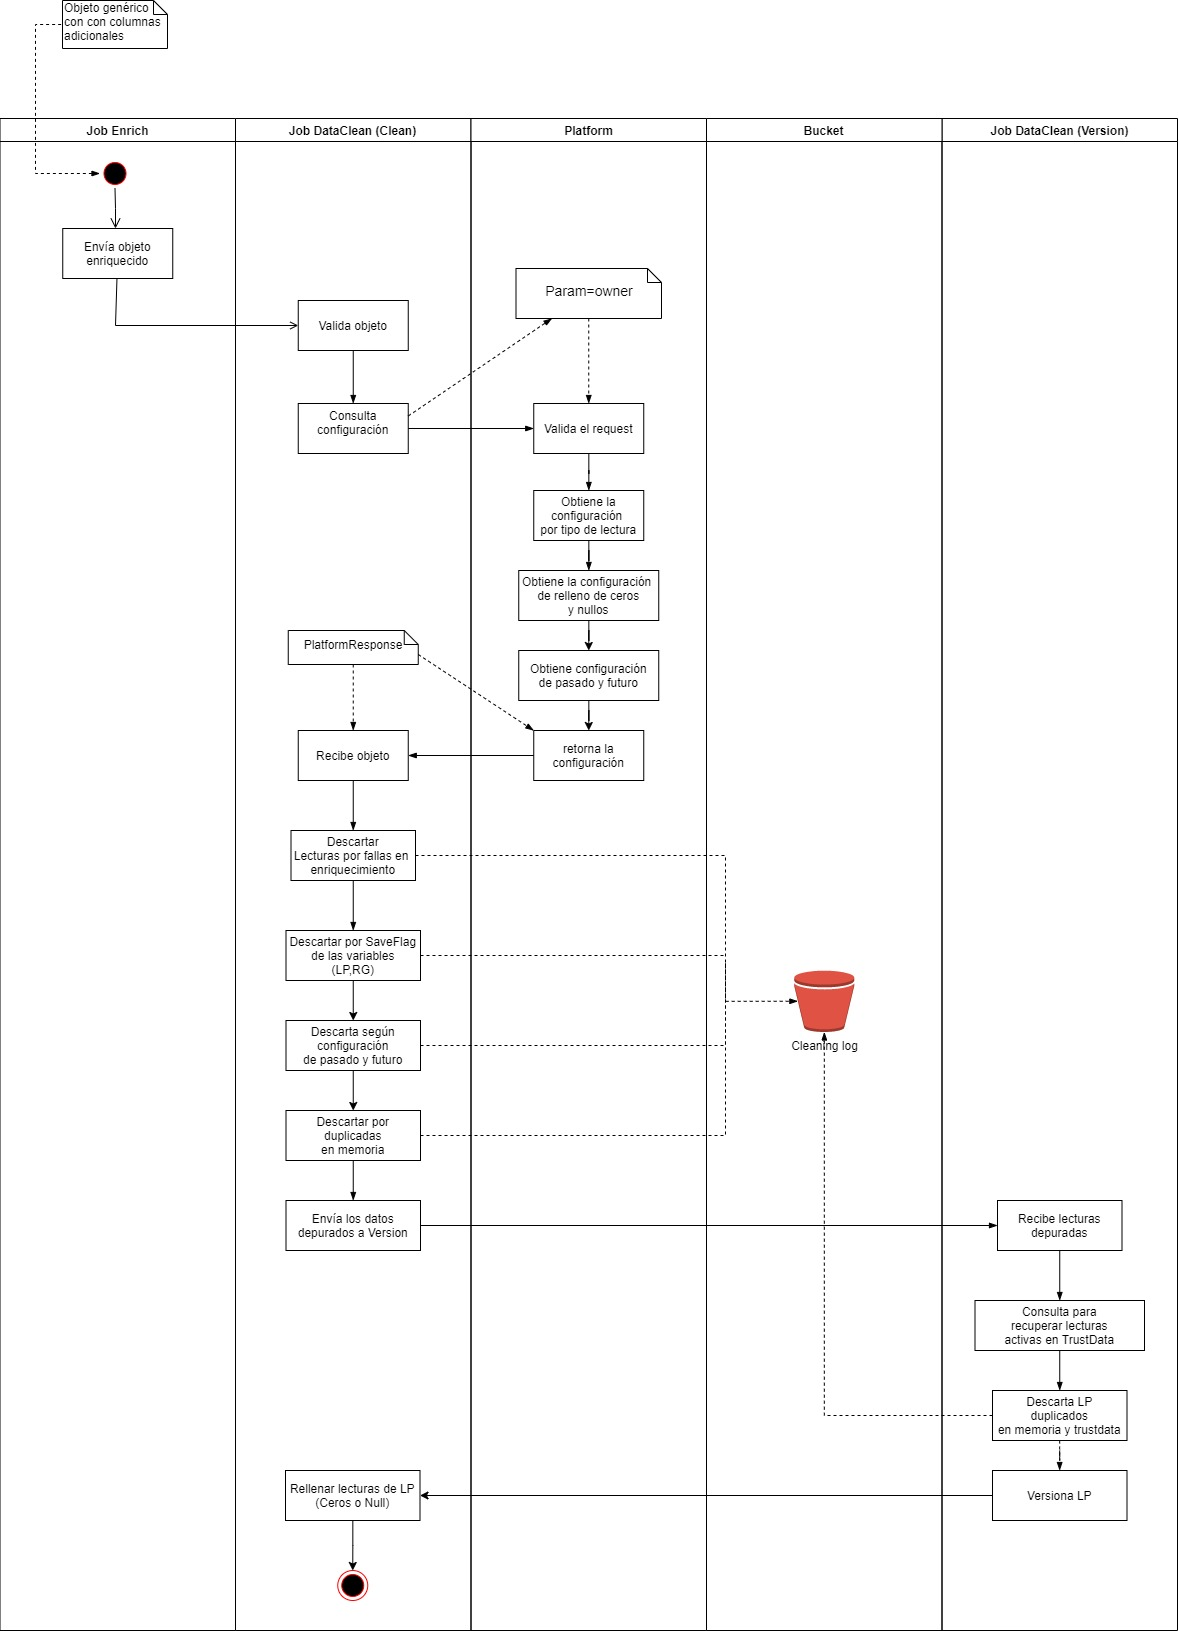 Objeto genérico
con con columnas
adicionales
Job Enrich
Job DataClean (Clean)
Platform
Bucket
Job DataClean (Version)
Envía objeto
enriquecido
Param=owner
Valida objeto
Consulta
configuración
Valida el request
Obtiene la
configuración
por tipo de lectura
Obtiene la configuración
de relleno de ceros
y nullos
PlatformResponse
Obtiene configuración
de pasado y futuro
Recibe objeto
retorna la
configuración
Descartar
Lecturas por fallas en
enriquecimiento
Descartar por SaveFlag
de las variables
(LP,RG)
Descarta según
configuración
de pasado y futuro
Cleaning log
Descartar por
duplicadas
en memoria
Envía los datos
depurados a Version
Recibe lecturas
depuradas
Consulta para
recuperar lecturas
activas en TrustData
Descarta LP
duplicados
en memoria y trustdata
Rellenar lecturas de LP
(Ceros o Null)
Versiona LP